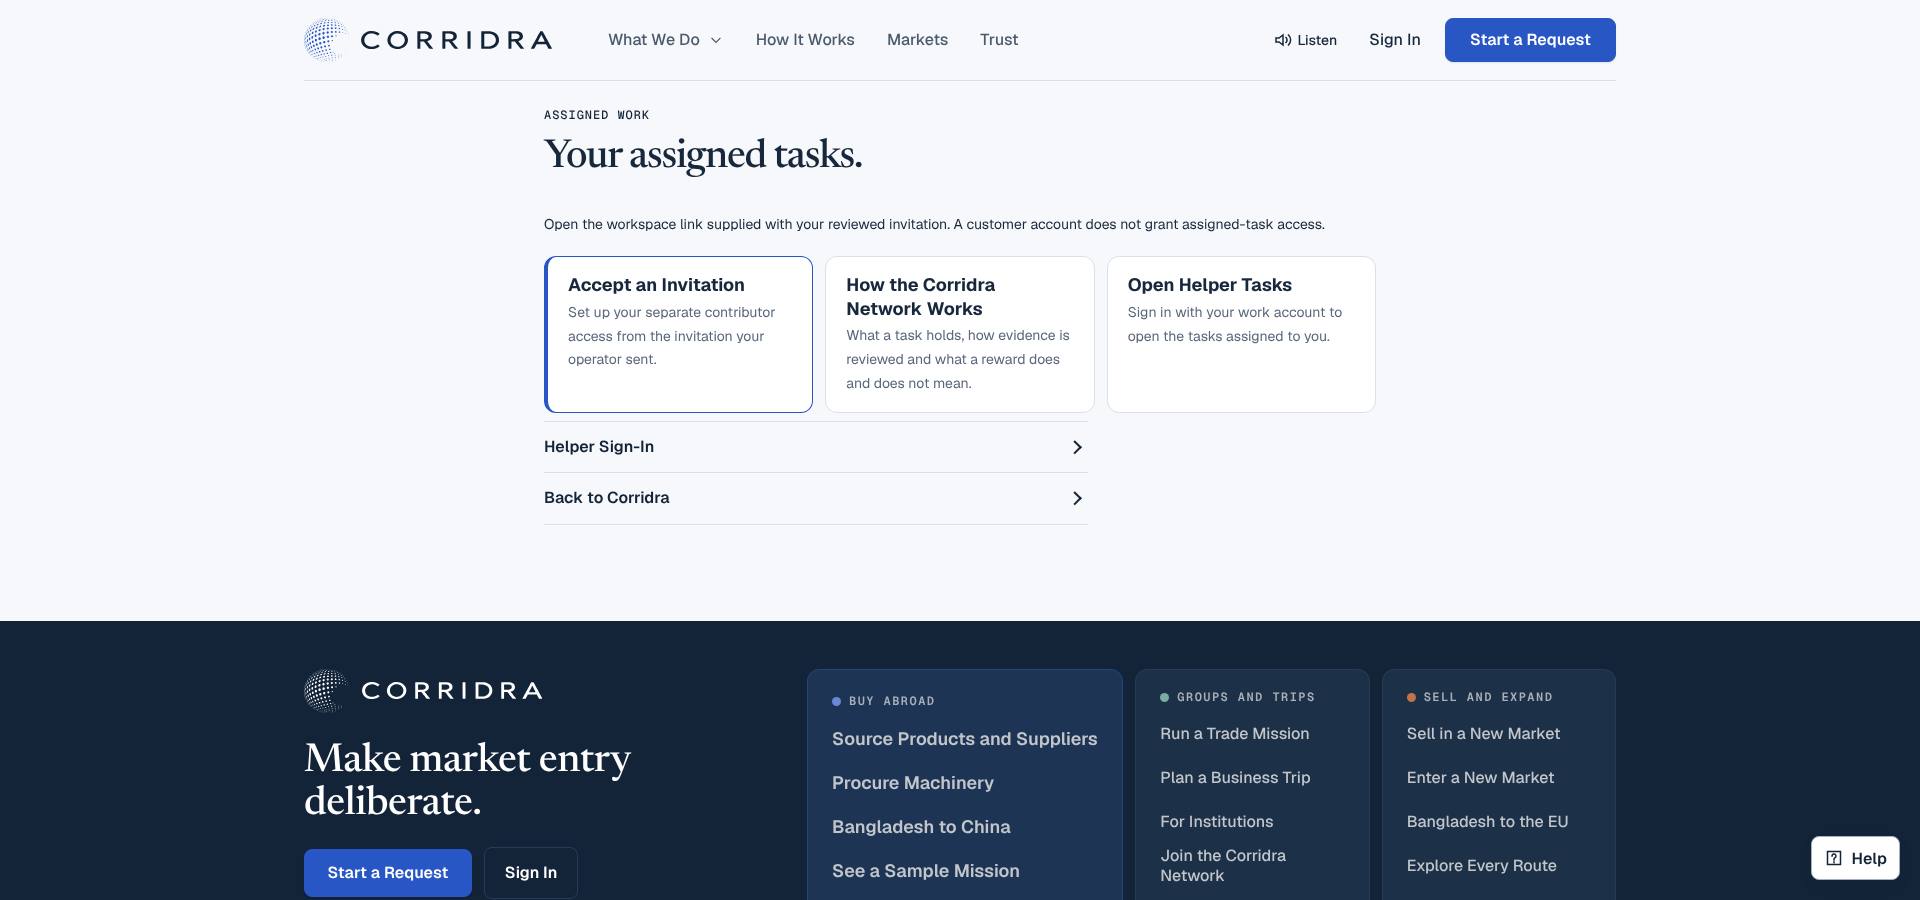 CORRIDRA
What We Do
How It Works
Markets
Trust
Listen
Sign In
Start a Request
ASSIGNED WORK
Your assigned tasks.
Open the workspace link supplied with your reviewed invitation. A customer account does not grant assigned-task access.
Accept an Invitation
Set up your separate contributor
access from the invitation your
operator sent.
How the Corridra
Network Works
What a task holds, how evidence is
reviewed and what a reward does
and does not mean.
Open Helper Tasks
Sign in with your work account to
open the tasks assigned to you.
Helper Sign-In
Back to Corridra
CORRIDRA
Make market entry
deliberate.
Start a Request
Sign In
BUY ABROAD
Source Products and Suppliers
Procure Machinery
Bangladesh to China
See a Sample Mission
GROUPS AND TRIPS
Run a Trade Mission
Plan a Business Trip
For Institutions
Join the Corridra
Network
SELL AND EXPAND
Sell in a New Market
Enter a New Market
Bangladesh to the EU
Explore Every Route
Help